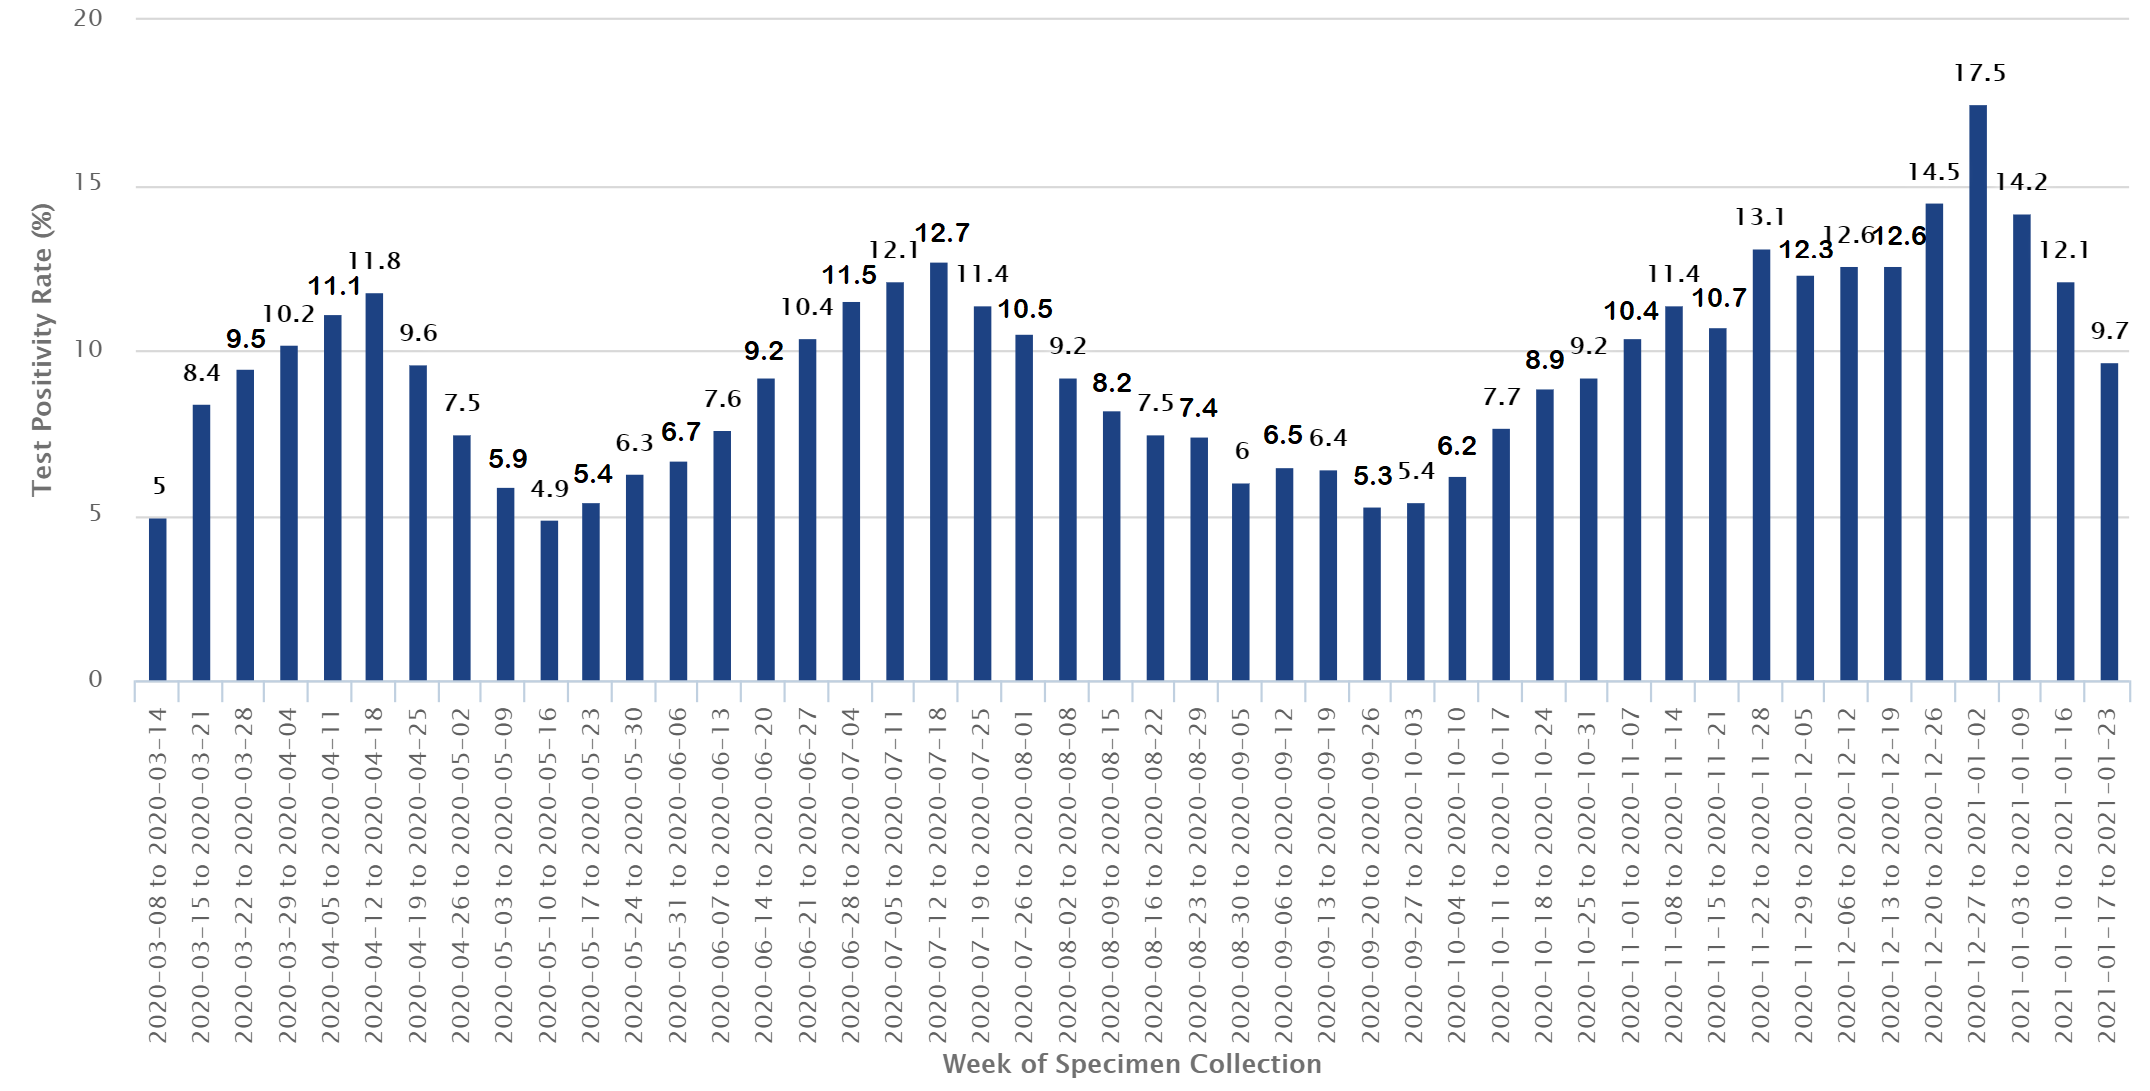 20
15
10
5
0
Test Positivity Rate (%)
5
8.4
9.5
10.2
11.1
11.8
9.6
7.5
5.9
4.9
5.4
6.3
6.7
7.6
9.2
10.4
11.5
12.1
12.7
11.4
10.5
9.2
8.2
7.5
7.4
6
6.5
6.4
5.3
5.4
6.2
7.7
8.9
9.2
10.4
11.4
10.7
13.1
12.3
12.6
12.6
14.5
17.5
14.2
12.1
9.7
2020-03-08 to 2020-03-14
2020-03-15 to 2020-03-21
2020-03-22 to 2020-03-28
2020-03-29 to 2020-04-04
2020-04-05 to 2020-04-11
2020-04-12 to 2020-04-18
2020-04-19 to 2020-04-25
2020-04-26 to 2020-05-02
2020-05-03 to 2020-05-09
2020-05-10 to 2020-05-16
2020-05-17 to 2020-05-23
2020-05-24 to 2020-05-30
2020-05-31 to 2020-06-06
2020-06-07 to 2020-06-13
2020-06-14 to 2020-06-20
2020-06-21 to 2020-06-27
2020-06-28 to 2020-07-04
2020-07-05 to 2020-07-11
2020-07-12 to 2020-07-18
2020-07-19 to 2020-07-25
2020-07-26 to 2020-08-01
2020-08-02 to 2020-08-08
2020-08-09 to 2020-08-15
2020-08-16 to 2020-08-22
2020-08-23 to 2020-08-29
2020-08-30 to 2020-09-05
2020-09-06 to 2020-09-12
2020-09-13 to 2020-09-19
2020-09-20 to 2020-09-26
2020-09-27 to 2020-10-03
2020-10-04 to 2020-10-10
2020-10-11 to 2020-10-17
2020-10-18 to 2020-10-24
2020-10-25 to 2020-10-31
2020-11-01 to 2020-11-07
2020-11-08 to 2020-11-14
2020-11-15 to 2020-11-21
2020-11-22 to 2020-11-28
2020-11-29 to 2020-12-05
2020-12-06 to 2020-12-12
2020-12-13 to 2020-12-19
2020-12-20 to 2020-12-26
2020-12-27 to 2021-01-02
2021-01-03 to 2021-01-09
2021-01-10 to 2021-01-16
2021-01-17 to 2021-01-23
Week of Specimen Collection